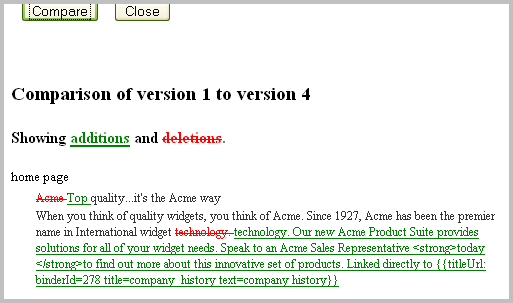 Compare Close
Comparison of version 1 to version 4
Showing additions and deletions.
home page
Acme Top quality...it's the Acme way
When you think of quality widgets, you think of Acme. Since 1927, Acme has been the premier
name in International widget technology. technology. Our new Acme Product Suite provides
solutions for all of your widget needs. Speak to an Acme Sales Representative <strong>today
</strong>to find out more about this innovative set of products. Linked directly to {{titleUrl:
binderId=278 title=company_history text=company history}}